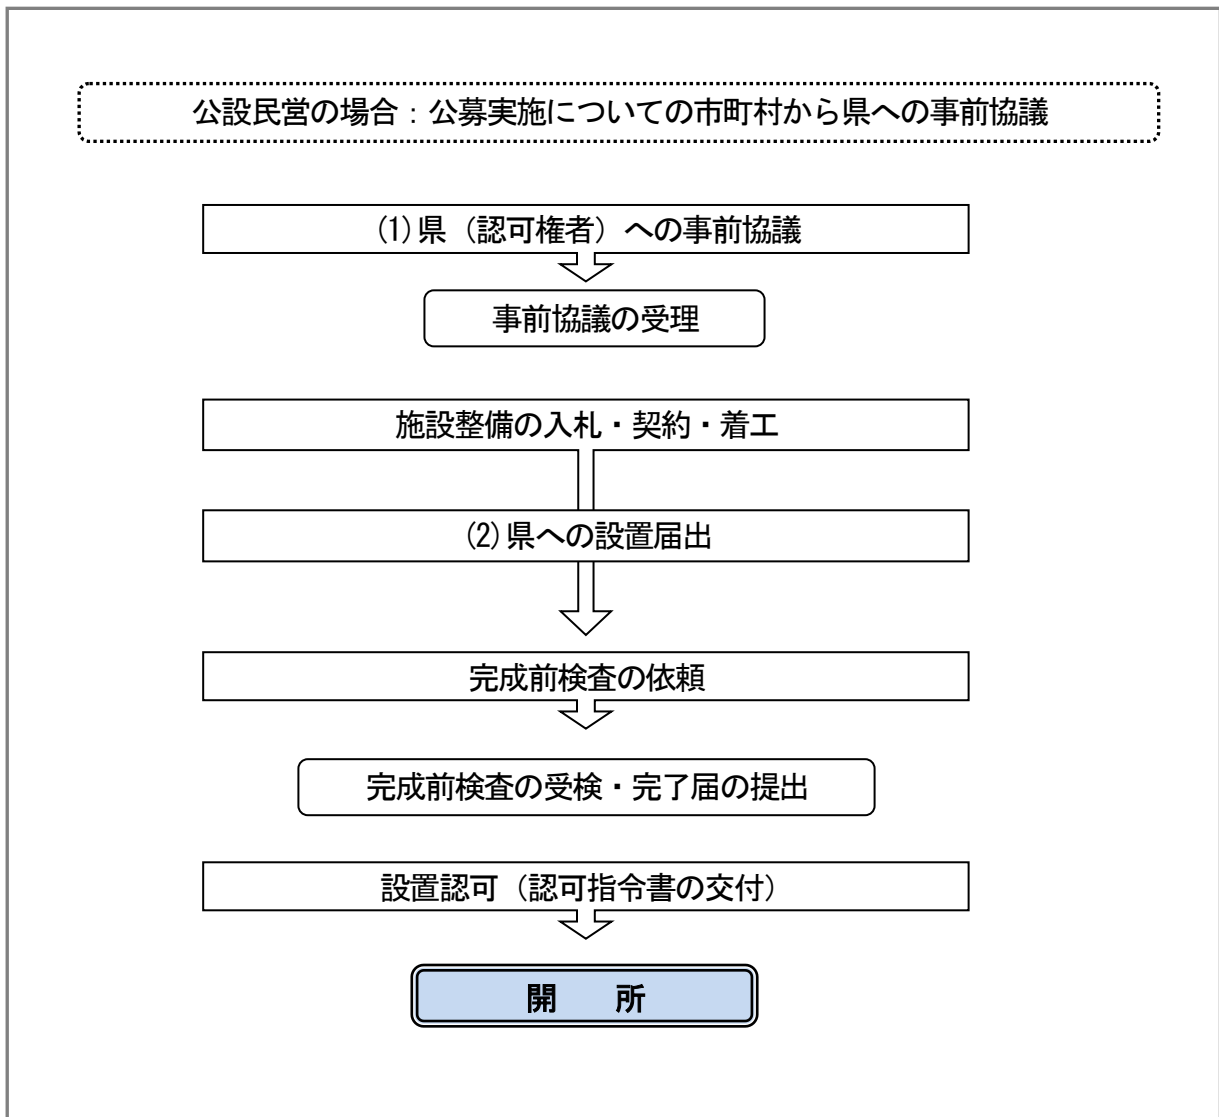 公設民営の場合：公募実施についての市町村から県への事前協議
(1)県（認可権者）への事前協議
事前協議の受理
施設整備の入札・契約・着工
(2)県への設置届出
完成前検査の依頼
完成前検査の受検・完了届の提出
設置認可（認可指令書の交付）
開　所